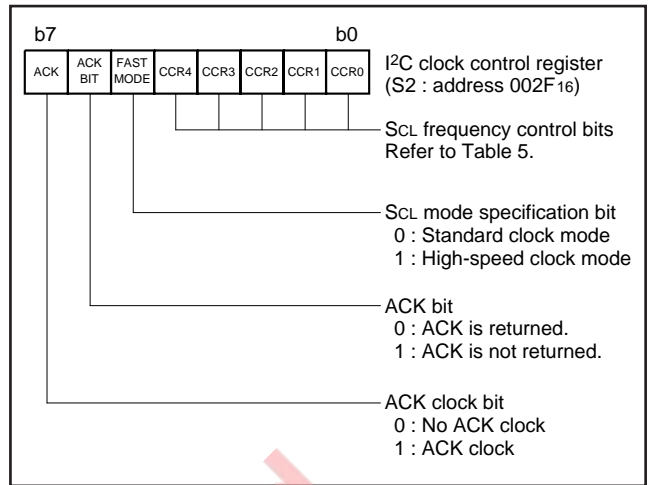 b7 b0
ACK ACK BIT FAST MODE CCR4 CCR3 CCR2 CCR1 CCR0
I2C clock control register
(S2 : address 002F16)
SCL frequency control bits
Refer to Table 5.
SCL mode specification bit
0 : Standard clock mode
1 : High-speed clock mode
ACK bit
0 : ACK is returned.
1 : ACK is not returned.
ACK clock bit
0 : No ACK clock
1 : ACK clock